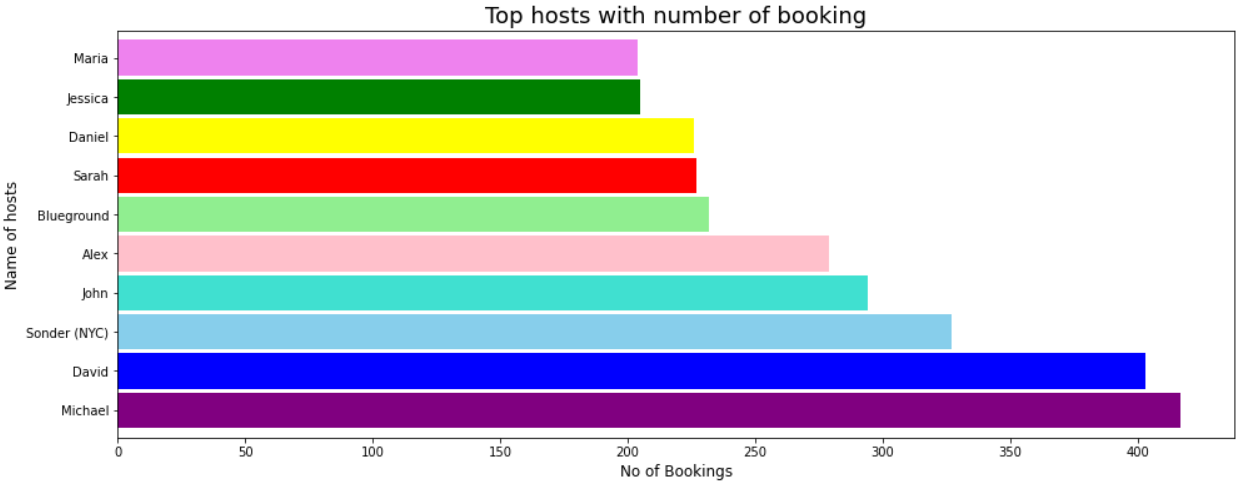 Top hosts with number of booking
Name of hosts
Maria
Jessica
Daniel
Sarah
Blueground
Alex
John
Sonder (NYC)
David
Michael
0 50 100 150 200 250 300 350 400
No of Bookings